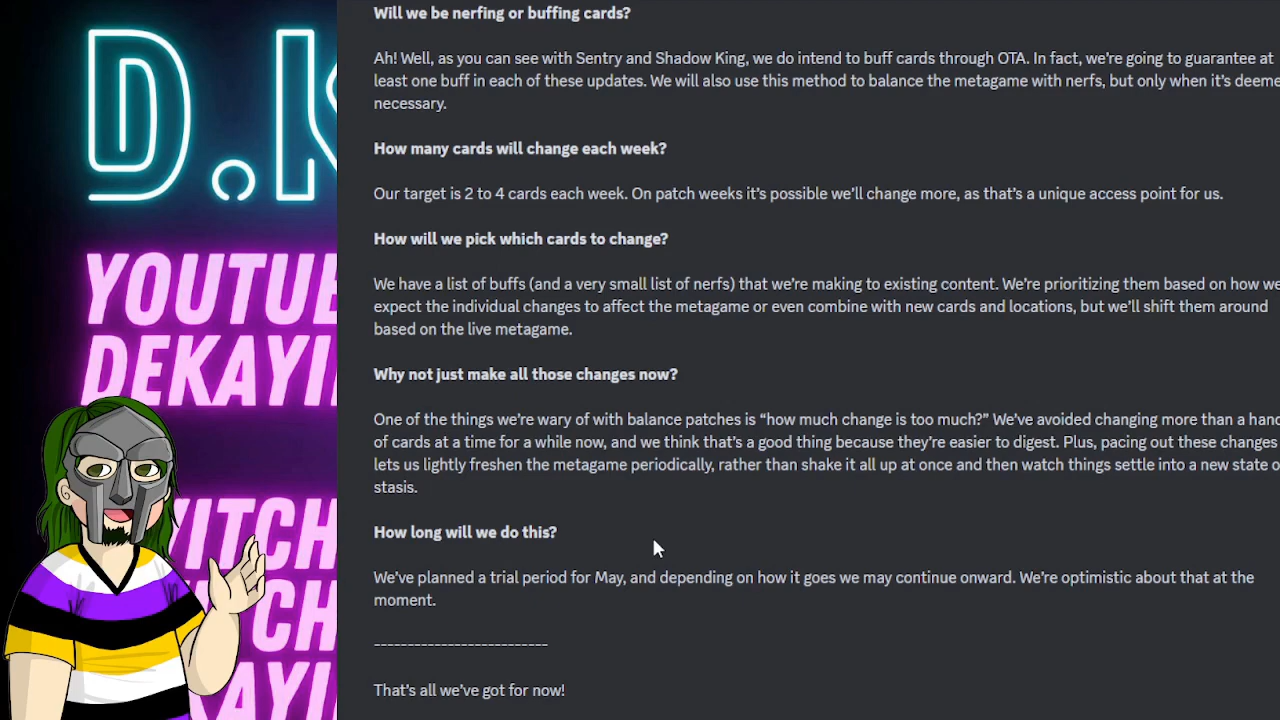 D.K
YOUTUB
DEKAYI
VITCH
CH
AYI
Will we be nerfing or buffing cards?
Ah! Well, as you can see with Sentry and Shadow King, we do intend to buff cards through OTA. In fact, we're going to guarantee at
least one buff in each of these updates. We will also use this method to balance the metagame with nerfs, but only when it's deeme
necessary.
How many cards will change each week?
Our target is 2 to 4 cards each week. On patch weeks it's possible we'll change more, as that's a unique access point for us.
How will we pick which cards to change?
We have a list of buffs (and a very small list of nerfs) that we're making to existing content. We're prioritizing them based on how we
expect the individual changes to affect the metagame or even combine with new cards and locations, but we'll shift them around
based on the live metagame.
Why not just make all those changes now?
One of the things we're wary of with balance patches is “how much change is too much?” We've avoided changing more than a hand
of cards at a time for a while now, and we think that's a good thing because they're easier to digest. Plus, pacing out these changes
lets us lightly freshen the metagame periodically, rather than shake it all up at once and then watch things settle into a new state o
stasis.
How long will we do this?
We've planned a trial period for May, and depending on how it goes we may continue onward. We're optimistic about that at the
moment.
--------------------------
That's all we've got for now!